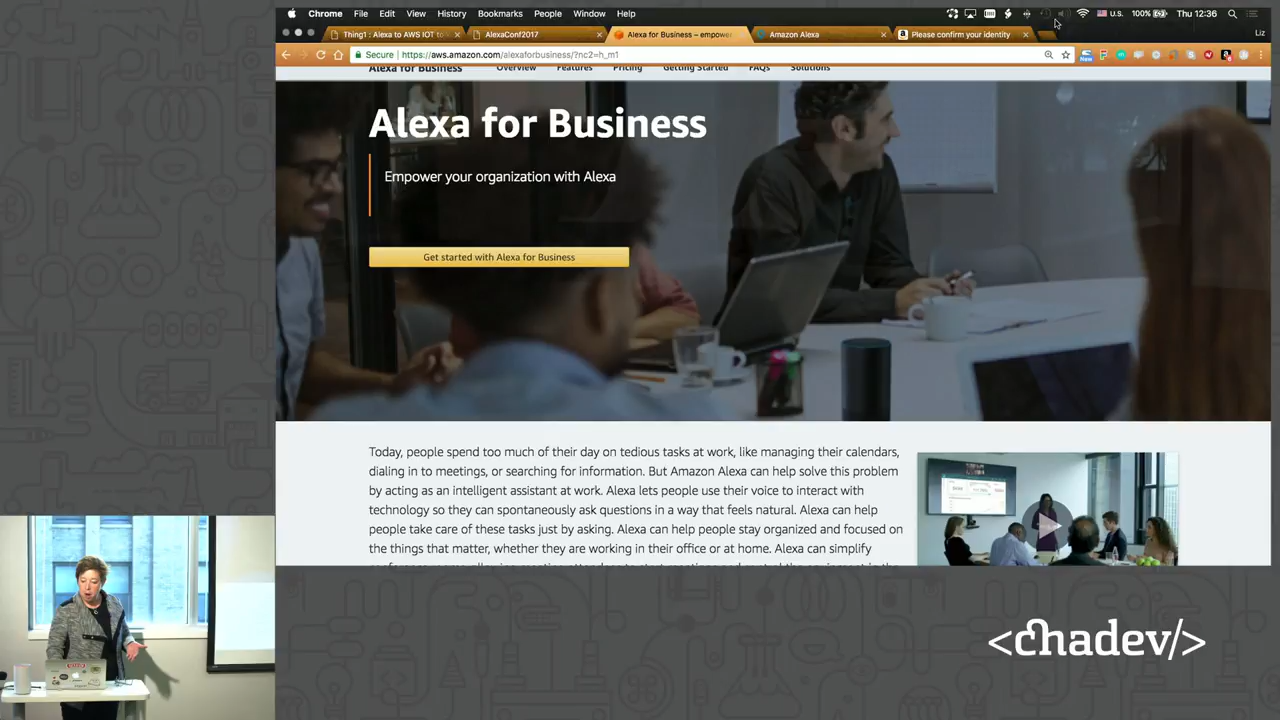 Chrome File Edit View History Bookmarks People Window Help U.S. 100% Thu 12:36
Thing1 : Alexa to AWS IOT to AlexaConf2017 Alexa for Business – empowe Amazon Alexa Please confirm your identity Liz
Secure https://aws.amazon.com/alexaforbusiness/?nc2=h_m1
Alexa for Business Overview Features Pricing Getting Started FAQs Solutions
Alexa for Business
Empower your organization with Alexa
Get started with Alexa for Business
Today, people spend too much of their day on tedious tasks at work, like managing their calendars,
dialing in to meetings, or searching for information. But Amazon Alexa can help solve this problem
by acting as an intelligent assistant at work. Alexa lets people use their voice to interact with
technology so they can spontaneously ask questions in a way that feels natural. Alexa can help
people take care of these tasks just by asking. Alexa can help people stay organized and focused on
the things that matter, whether they are working in their office or at home. Alexa can simplify
<chadev/>